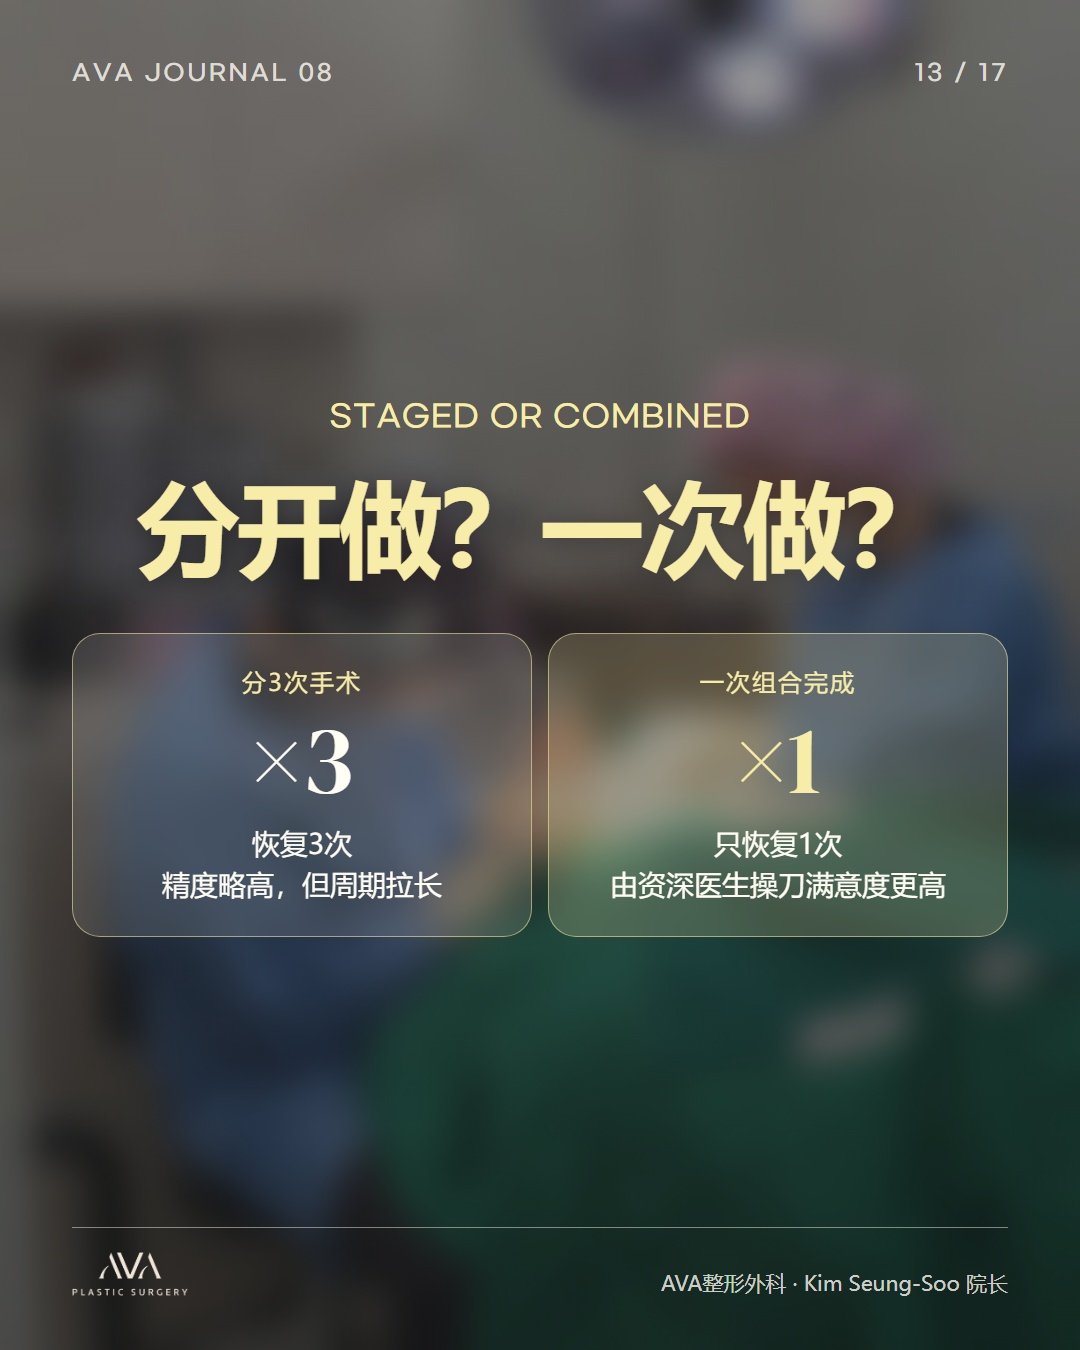 AVA JOURNAL 08
13 / 17
STAGED OR COMBINED
分开做？一次做？
分3次手术
×3
恢复3次
精度略高，但周期拉长
一次组合完成
×1
只恢复1次
由资深医生操刀满意度更高
AVA
PLASTIC SURGERY
AVA整形外科 · Kim Seung-Soo 院长